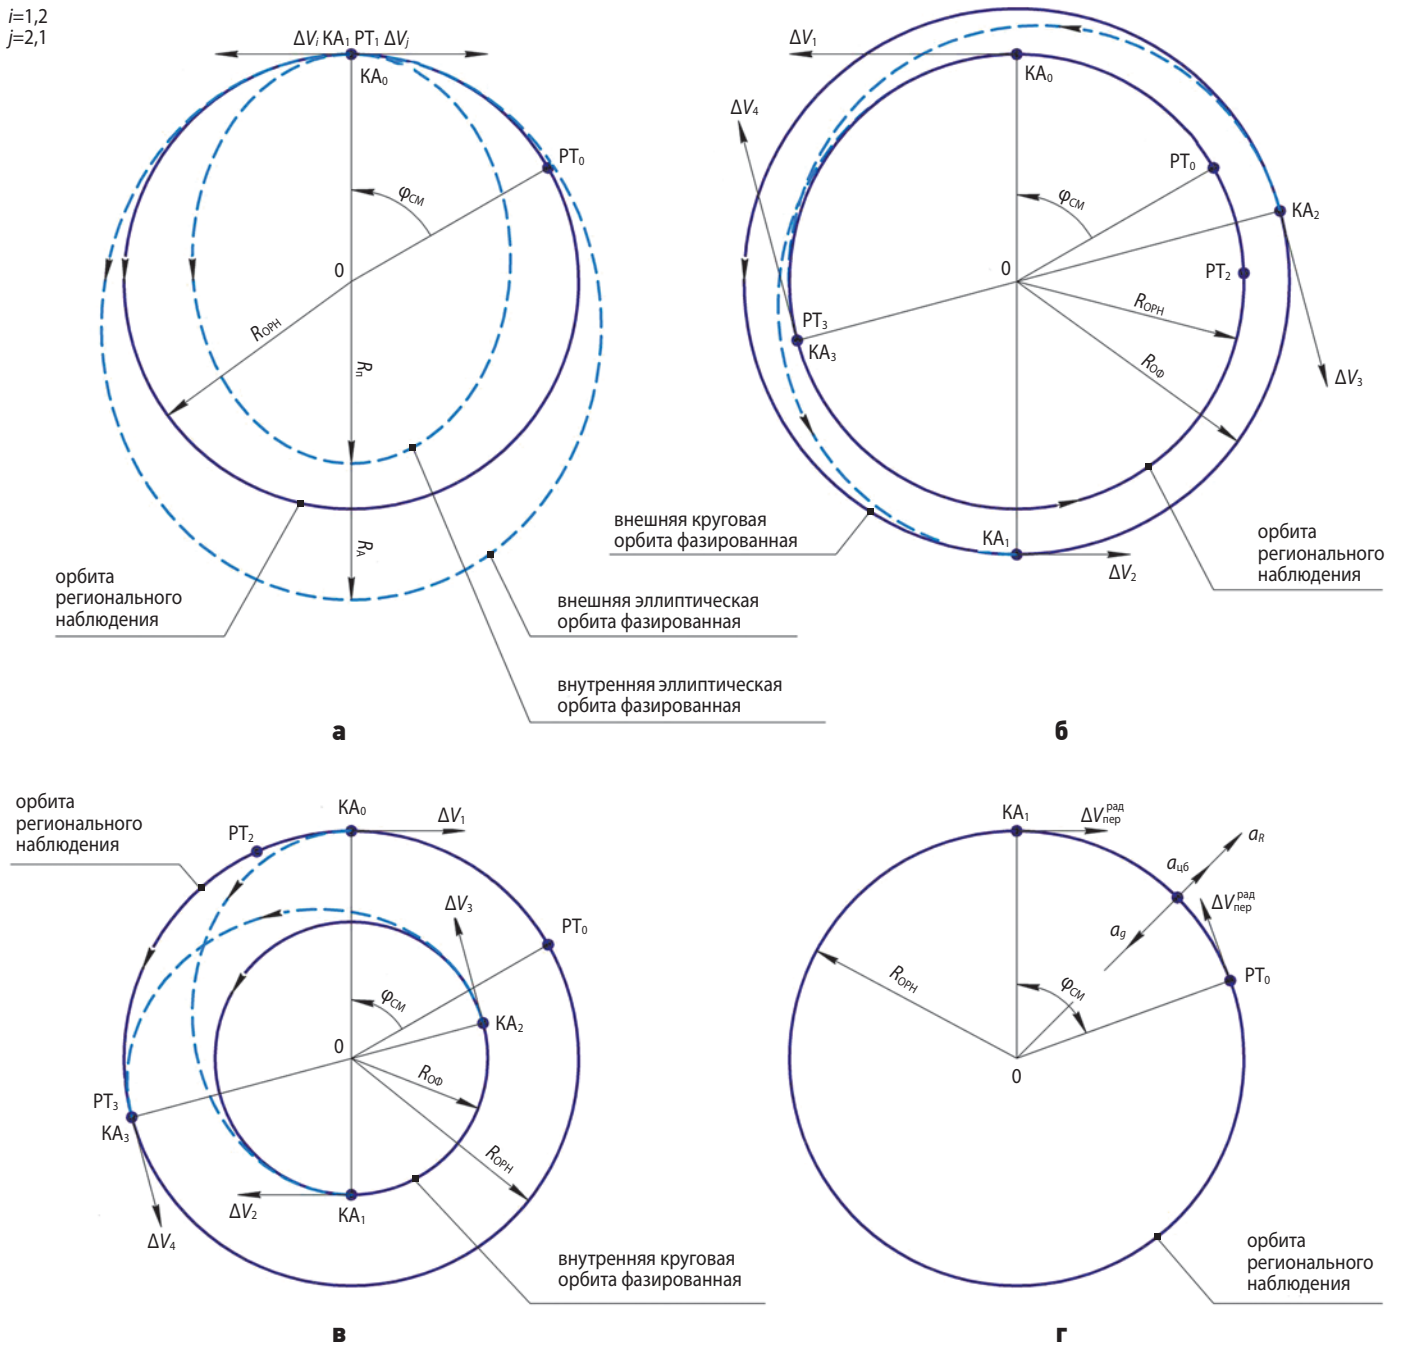 i=1,2
j=2,1
ΔVi КА1 РТ1 ΔVj
КА0
РТ0
φСМ
0
RОРН
Rп
RА
орбита
регионального
наблюдения
внешняя эллиптическая
орбита фазированная
внутренняя эллиптическая
орбита фазированная
а
ΔV1
КА0
ΔV4
РТ0
φСМ
КА2
0
РТ2
RОРН
РТ3
КА3
RОФ
ΔV3
внешняя круговая
орбита фазированная
КА1
ΔV2
орбита
регионального
наблюдения
б
орбита
регионального
наблюдения
КА0
ΔV1
РТ2
ΔV3
РТ0
φСМ
КА2
0
RОФ
РТ3
КА3
RОРН
ΔV2
КА1
ΔV4
внутренняя круговая
орбита фазированная
в
КА1
ΔVперрад
aR
aцб
ΔVперрад
ag
РТ0
RОРН
φСМ
0
орбита
регионального
наблюдения
г